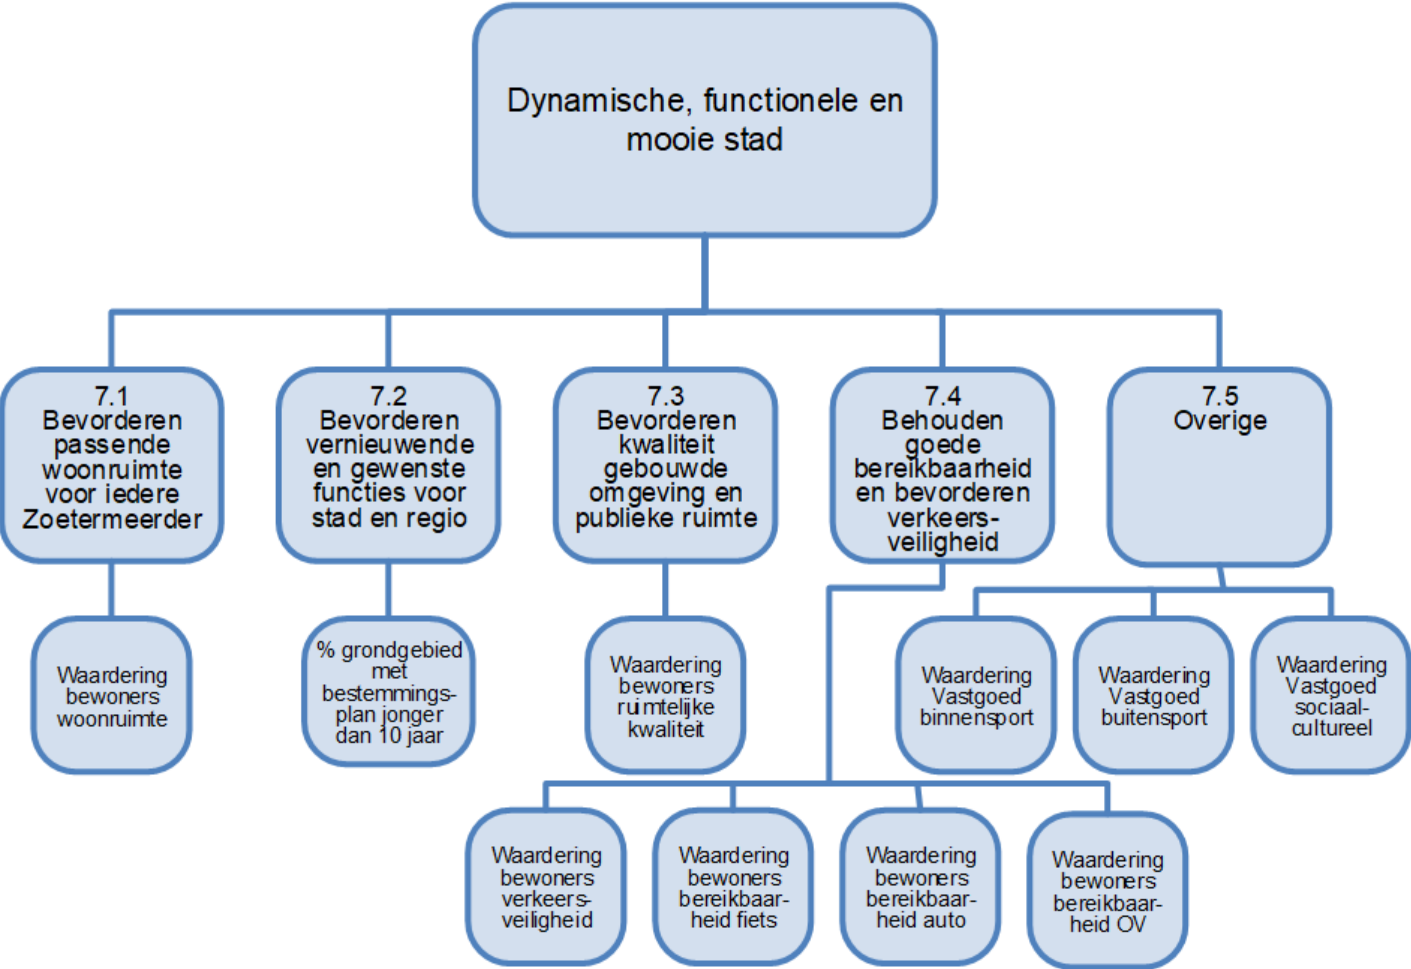 Dynamische, functionele en
mooie stad
7.1
Bevorderen
passende
woonruimte
voor iedere
Zoetermeerder
7.2
Bevorderen
vernieuwende
en gewenste
functies voor
stad en regio
7.3
Bevorderen
kwaliteit
gebouwde
omgeving en
publieke ruimte
7.4
Behouden
goede
bereikbaarheid
en bevorderen
verkeers-
veiligheid
7.5
Overige
Waardering
bewoners
woonruimte
% grondgebied
met
bestemmings-
plan jonger
dan 10 jaar
Waardering
bewoners
ruimtelijke
kwaliteit
Waardering
Vastgoed
binnensport
Waardering
Vastgoed
buitensport
Waardering
Vastgoed
sociaal-
cultureel
Waardering
bewoners
verkeers-
veiligheid
Waardering
bewoners
bereikbaar-
heid fiets
Waardering
bewoners
bereikbaar-
heid auto
Waardering
bewoners
bereikbaar-
heid OV